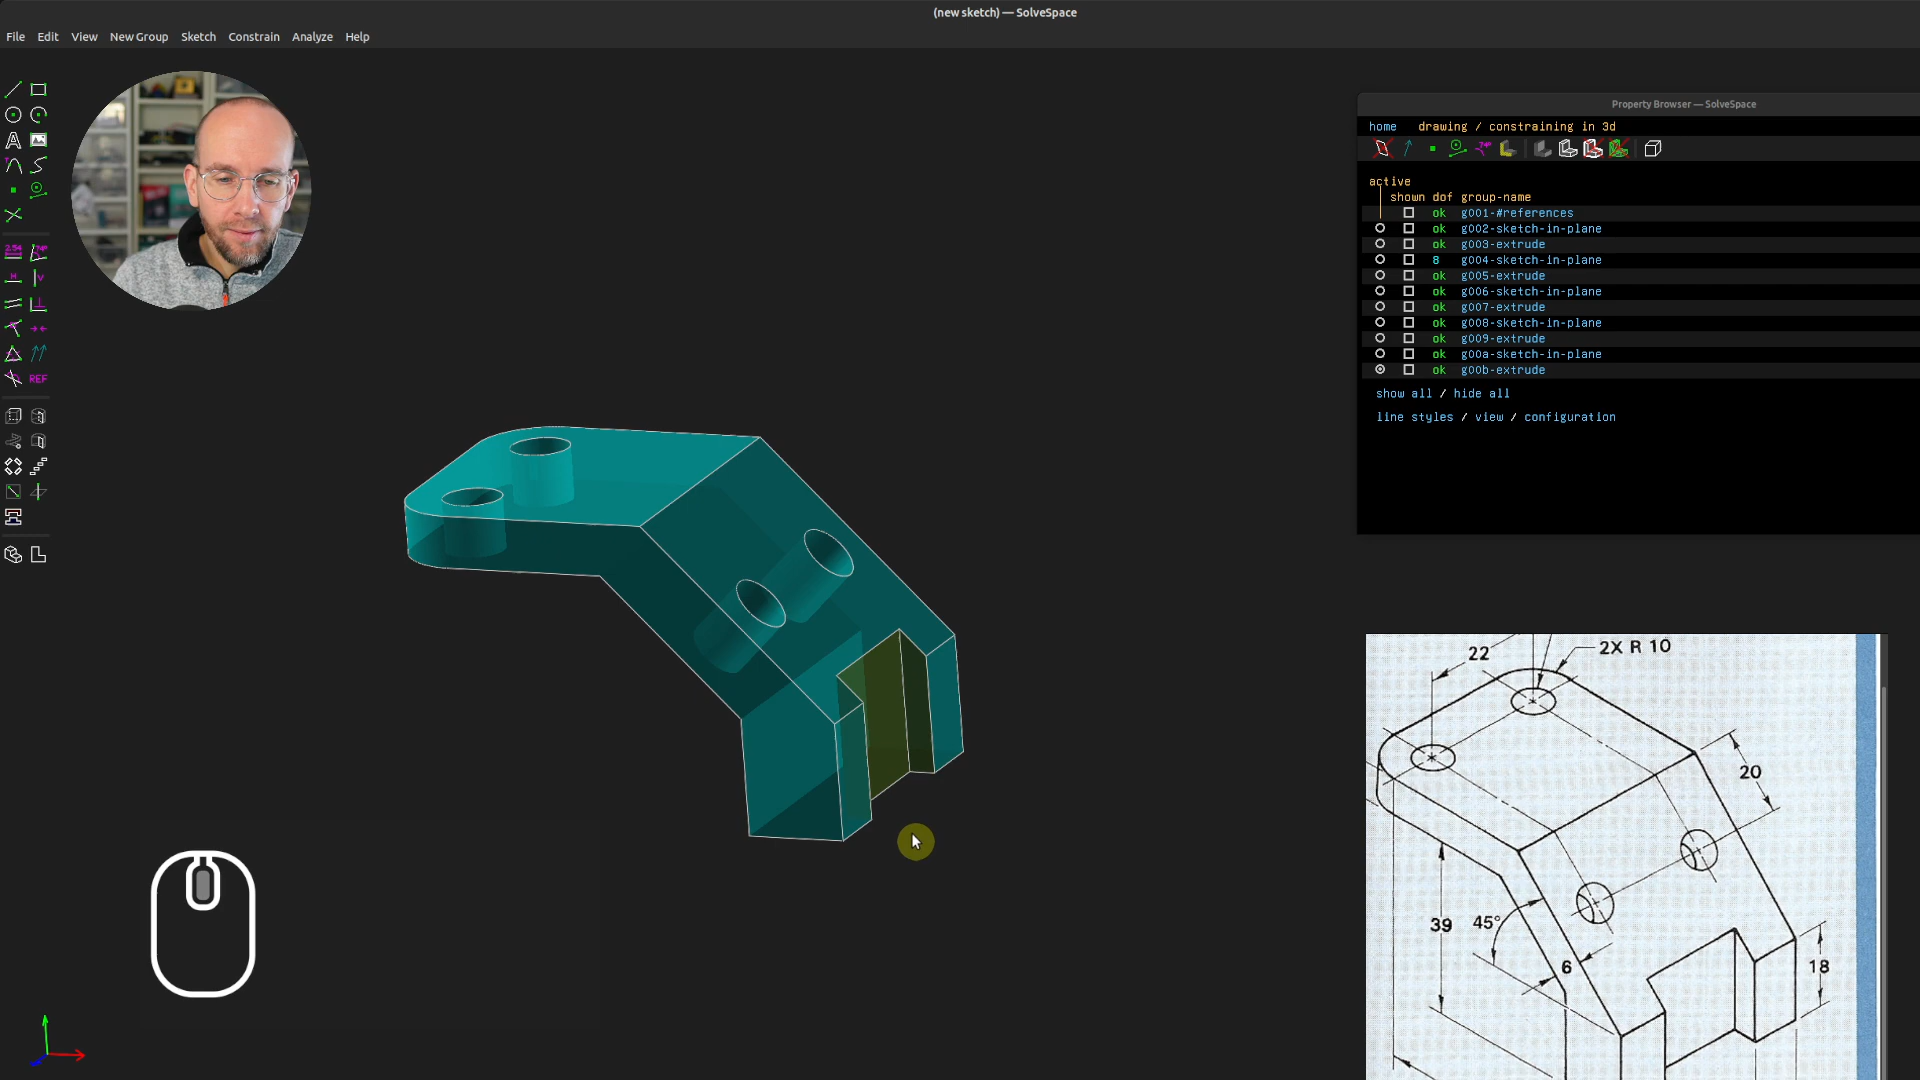 (new sketch) — SolveSpace
File Edit View New Group Sketch Constrain Analyze Help
Property Browser — SolveSpace
home drawing / constraining in 3d
active
shown dof group-name
ok g001-#references
ok g002-sketch-in-plane
ok g003-extrude
8 g004-sketch-in-plane
ok g005-extrude
ok g006-sketch-in-plane
ok g007-extrude
ok g008-sketch-in-plane
ok g009-extrude
ok g00a-sketch-in-plane
ok g00b-extrude
show all / hide all
line styles / view / configuration
2.54
H
V
REF
22
2X R 10
20
39
45°
6
18